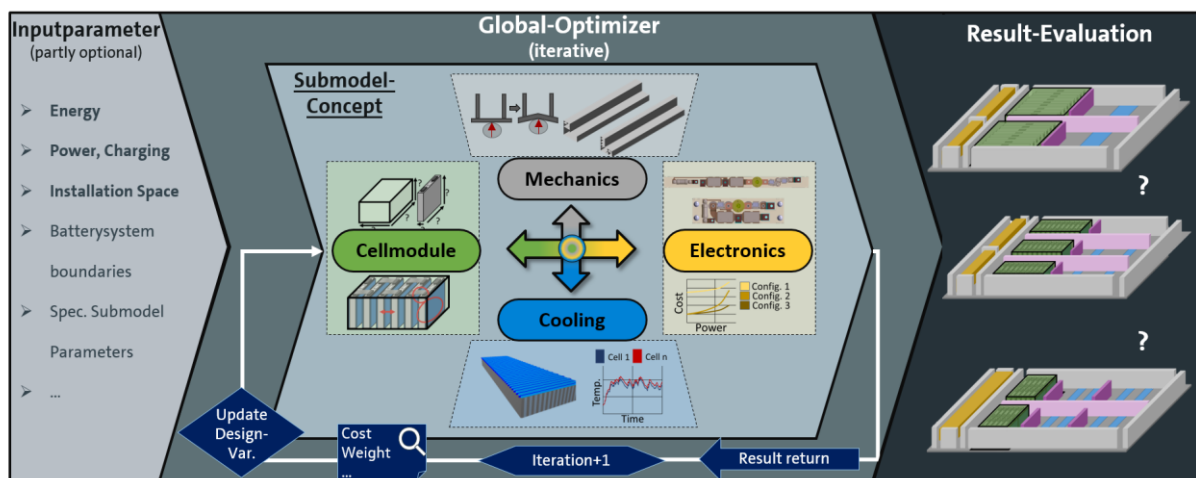 Inputparameter
(partly optional)
➢ Energy
➢ Power, Charging
➢ Installation Space
➢ Batterysystem
boundaries
➢ Spec. Submodel
Parameters
➢ ...
Global-Optimizer
(iterative)
Submodel-
Concept
Mechanics
Cellmodule
? ? ? ? ?
Electronics
Cost
Power
Config. 1
Config. 2
Config. 3
Cooling
Cell 1 Cell n
Temp.
Time
Update
Design-
Var.
Cost
Weight
...
Iteration+1
Result return
Result-Evaluation
?
?